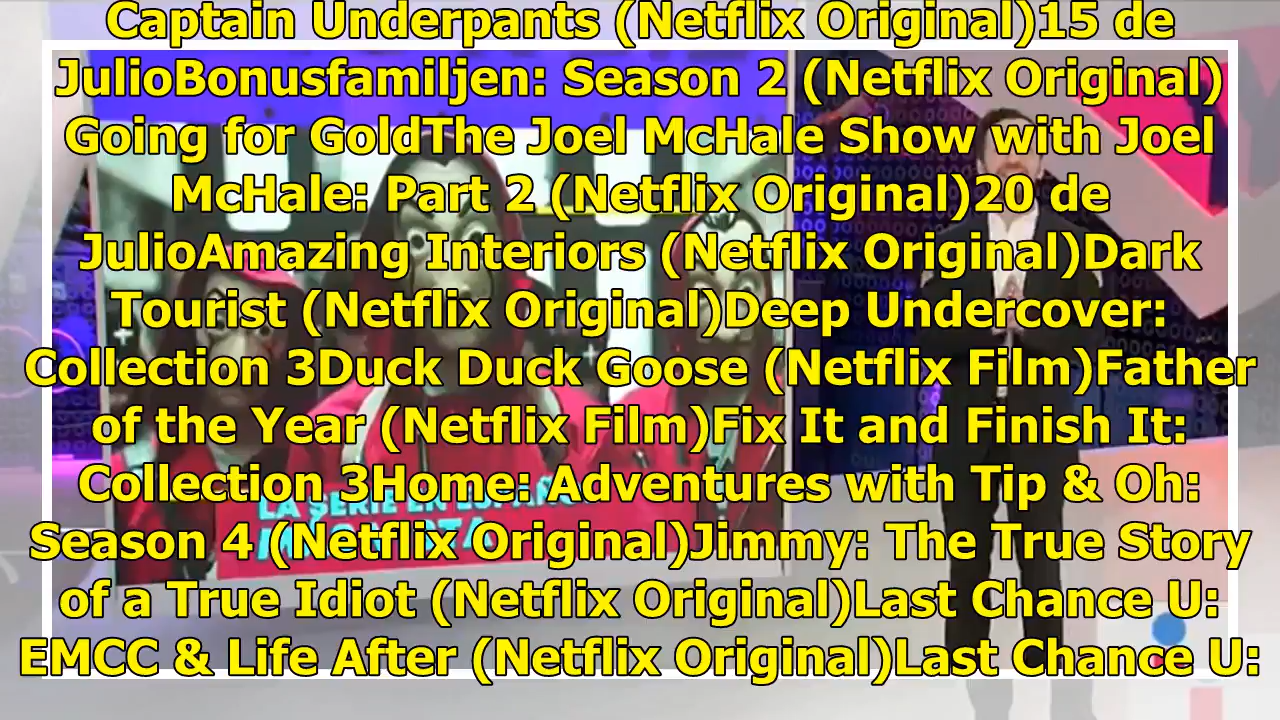 Captain Underpants (Netflix Original)15 de
JulioBonusfamiljen: Season 2 (Netflix Original)
Going for GoldThe Joel McHale Show with Joel
McHale: Part 2 (Netflix Original)20 de
JulioAmazing Interiors (Netflix Original)Dark
Tourist (Netflix Original)Deep Undercover:
Collection 3Duck Duck Goose (Netflix Film)Father
of the Year (Netflix Film)Fix It and Finish It:
Collection 3Home: Adventures with Tip & Oh:
LA SERIE EN ESPAÑOL
Season 4 (Netflix Original)Jimmy: The True Story
of a True Idiot (Netflix Original)Last Chance U:
EMCC & Life After (Netflix Original)Last Chance U: